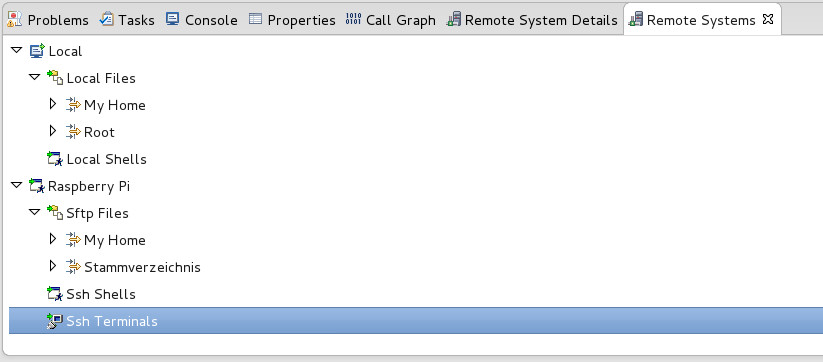 Problems Tasks Console Properties Call Graph Remote System Details Remote Systems
Local
Local Files
My Home
Root
Local Shells
Raspberry Pi
Sftp Files
My Home
Stammverzeichnis
Ssh Shells
Ssh Terminals